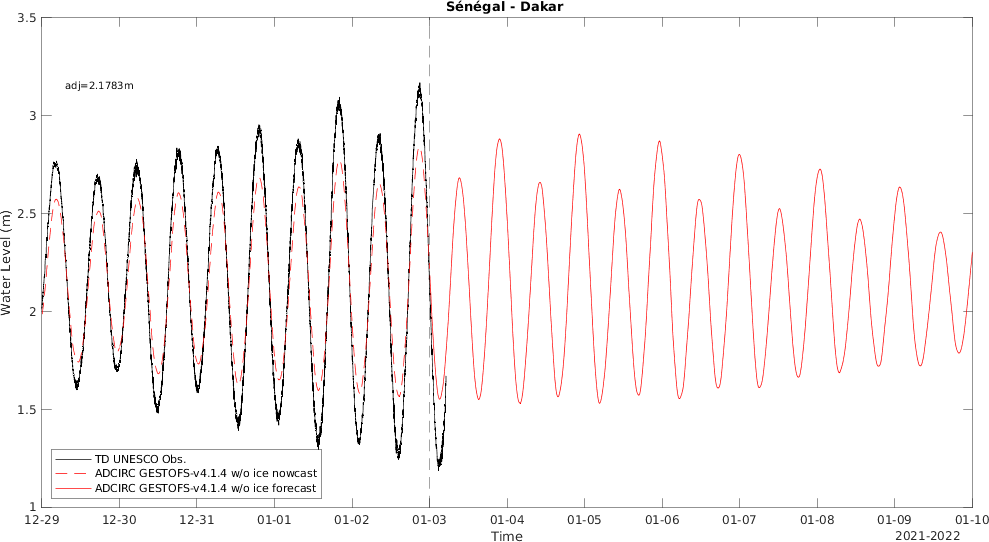 Sénégal - Dakar
3.5
adj=2.1783m
3
2.5
Water Level (m)
2
1.5
TD UNESCO Obs.
ADCIRC GESTOFS-v4.1.4 w/o ice nowcast
ADCIRC GESTOFS-v4.1.4 w/o ice forecast
1
12-29 12-30 12-31 01-01 01-02 01-03 01-04 01-05 01-06 01-07 01-08 01-09 01-10
Time
2021-2022